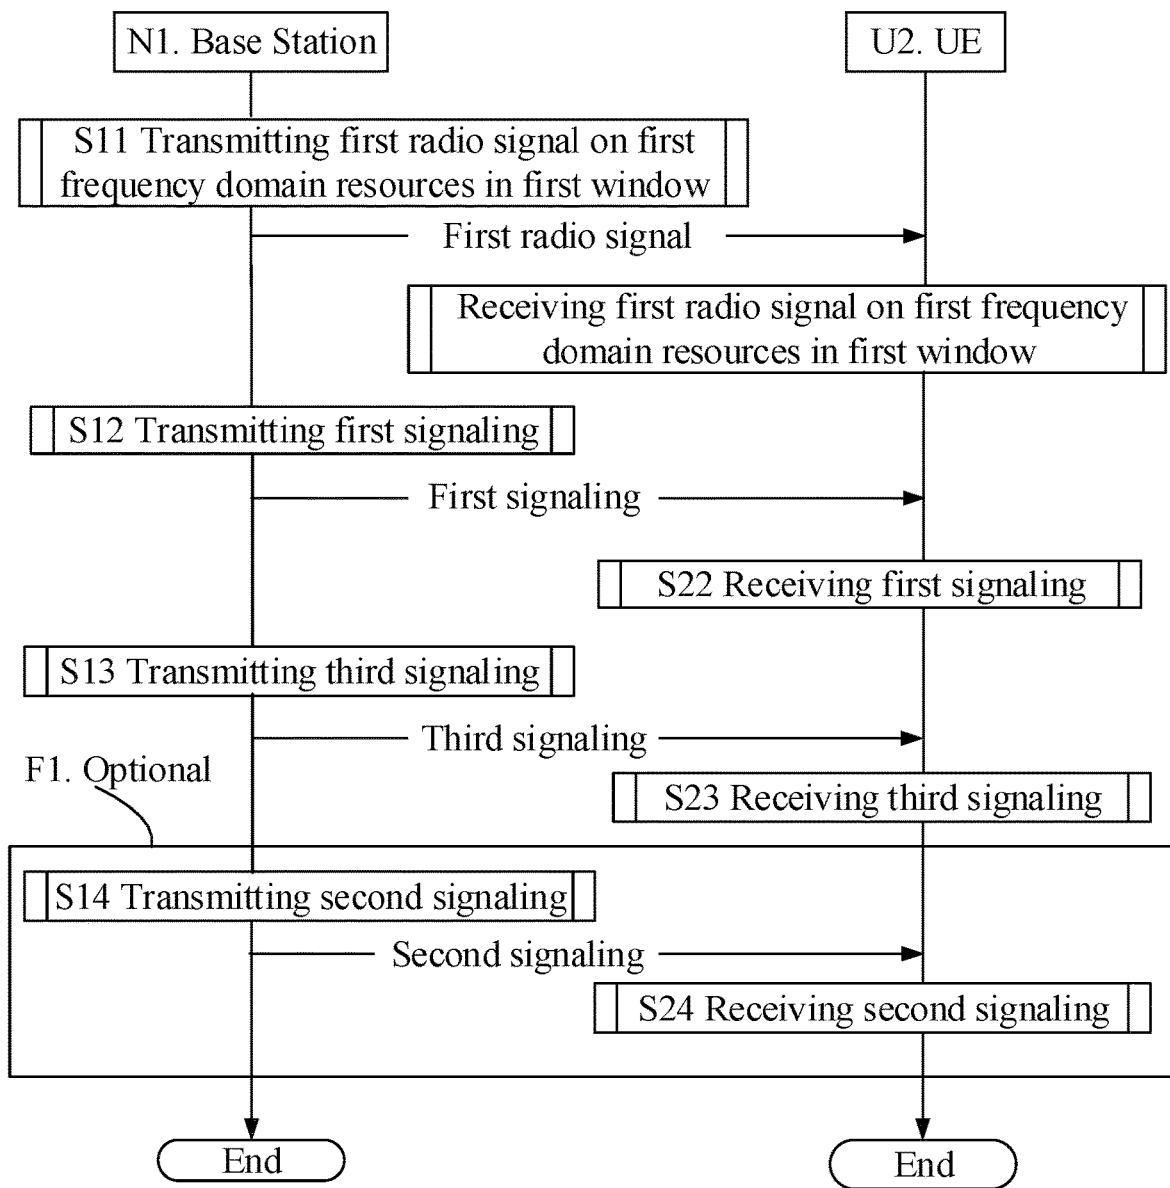 N1. Base Station
U2. UE
S11 Transmitting first radio signal on first
frequency domain resources in first window
First radio signal
Receiving first radio signal on first frequency
domain resources in first window
S12 Transmitting first signaling
First signaling
S22 Receiving first signaling
S13 Transmitting third signaling
Third signaling
F1. Optional
S23 Receiving third signaling
S14 Transmitting second signaling
Second signaling
S24 Receiving second signaling
End
End